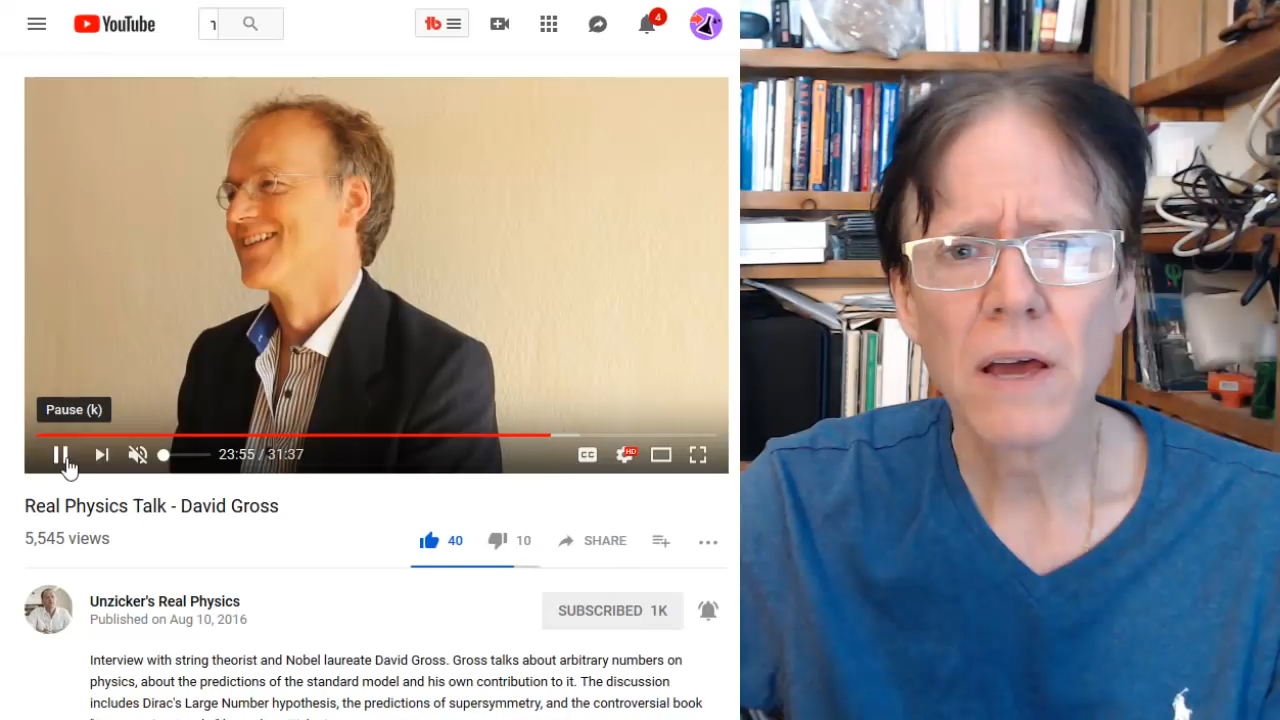 YouTube
4
Pause (k)
23:55 / 31:37
CC
HD
Real Physics Talk - David Gross
5,545 views
40
10
SHARE
Unzicker's Real Physics
Published on Aug 10, 2016
SUBSCRIBED 1K
Interview with string theorist and Nobel laureate David Gross. Gross talks about arbitrary numbers on
physics, about the predictions of the standard model and his own contribution to it. The discussion
includes Dirac's Large Number hypothesis, the predictions of supersymmetry, and the controversial book